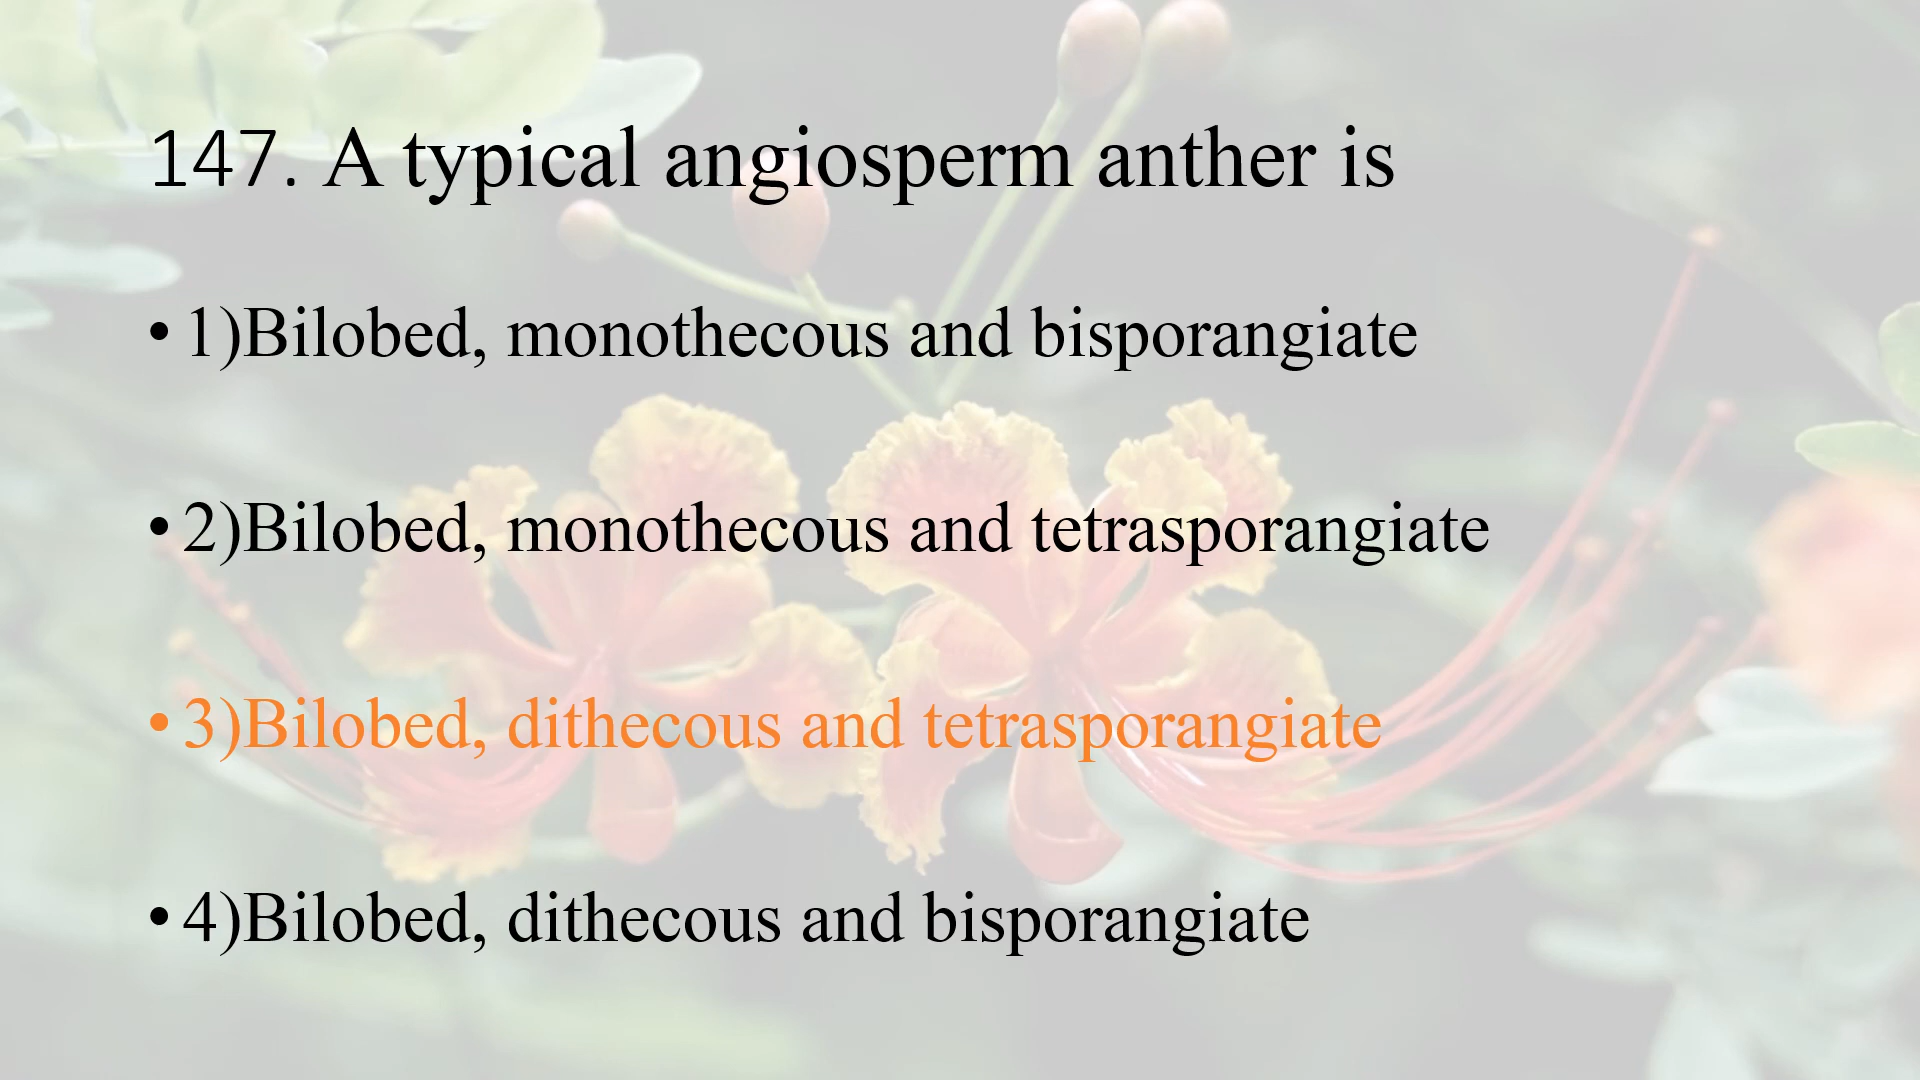 147. A typical angiosperm anther is
• 1)Bilobed, monothecous and bisporangiate
• 2)Bilobed, monothecous and tetrasporangiate
• 3)Bilobed, dithecous and tetrasporangiate
• 4)Bilobed, dithecous and bisporangiate